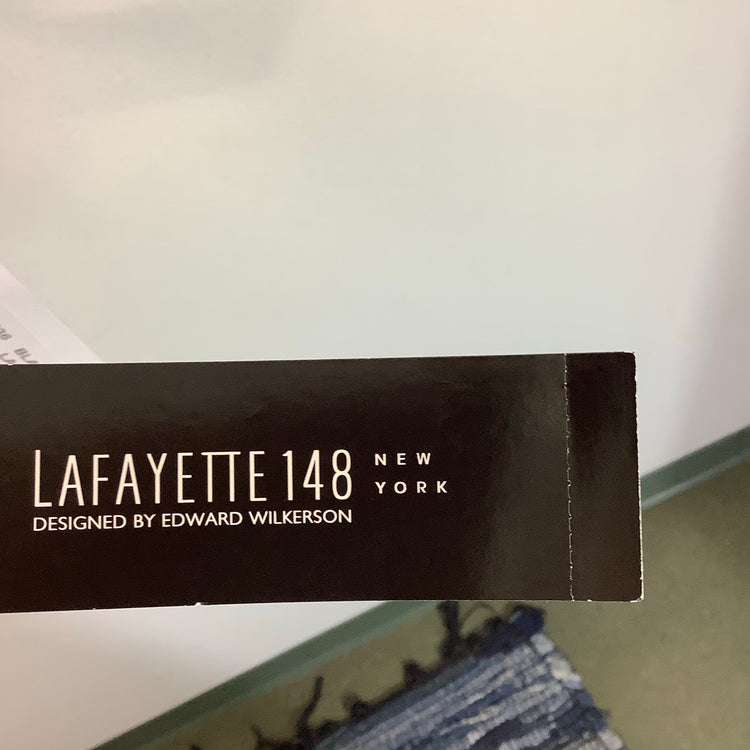 LAFAYETTE 148 NEW YORK
DESIGNED BY EDWARD WILKERSON